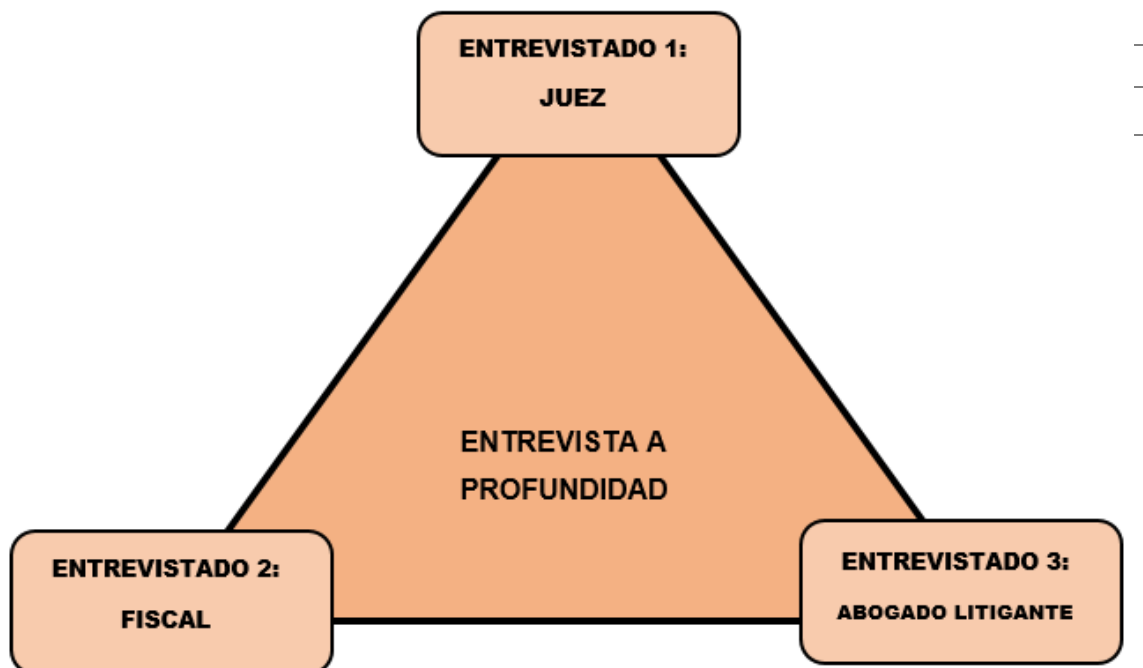 ENTREVISTADO 1:
JUEZ
ENTREVISTA A
PROFUNDIDAD
ENTREVISTADO 2:
FISCAL
ENTREVISTADO 3:
ABOGADO LITIGANTE